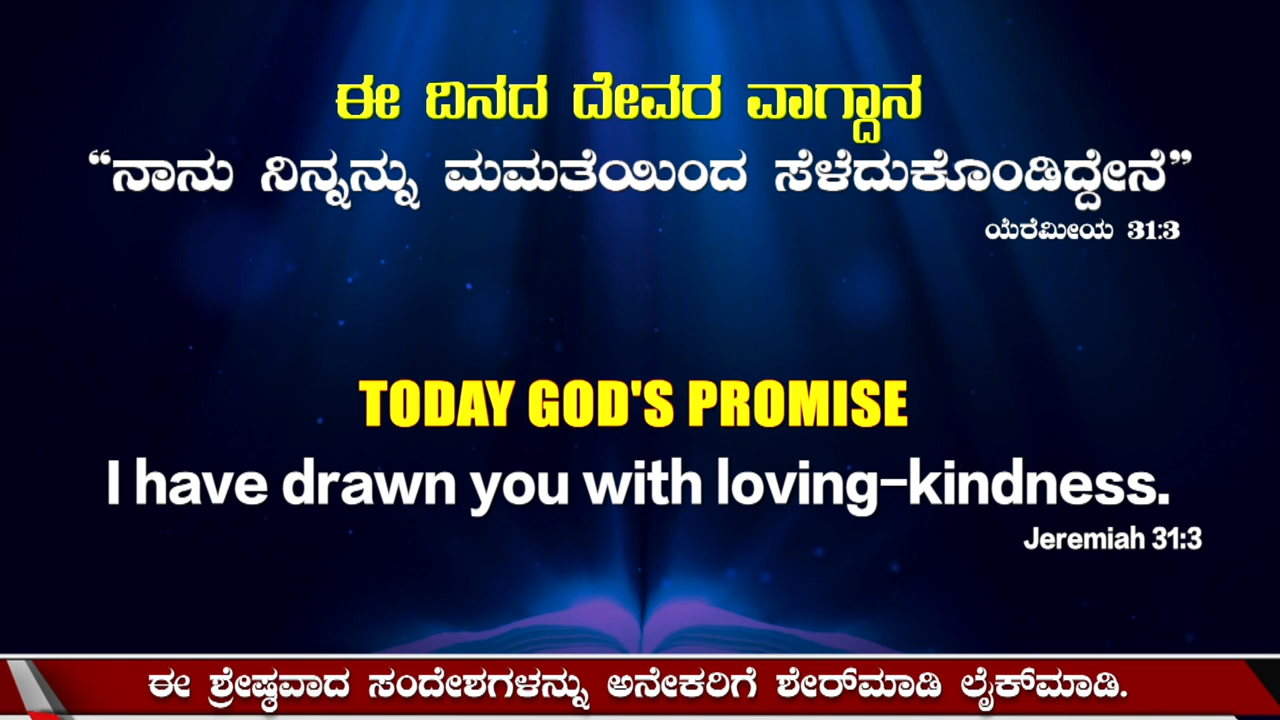 ಈ ದಿನದ ದೇವರ ವಾಗ್ದಾನ
“ನಾನು ನಿನ್ನನ್ನು ಮಮತೆಯಿಂದ ಸೆಳೆದುಕೊಂಡಿದ್ದೇನೆ”
ಯೆರೆಮೀಯ 31:3
TODAY GOD'S PROMISE
I have drawn you with loving-kindness.
Jeremiah 31:3
ಈ ಶ್ರೇಷ್ಠವಾದ ಸಂದೇಶಗಳನ್ನು ಅನೇಕರಿಗೆ ಶೇರ್‌ಮಾಡಿ ಲೈಕ್‌ಮಾಡಿ.